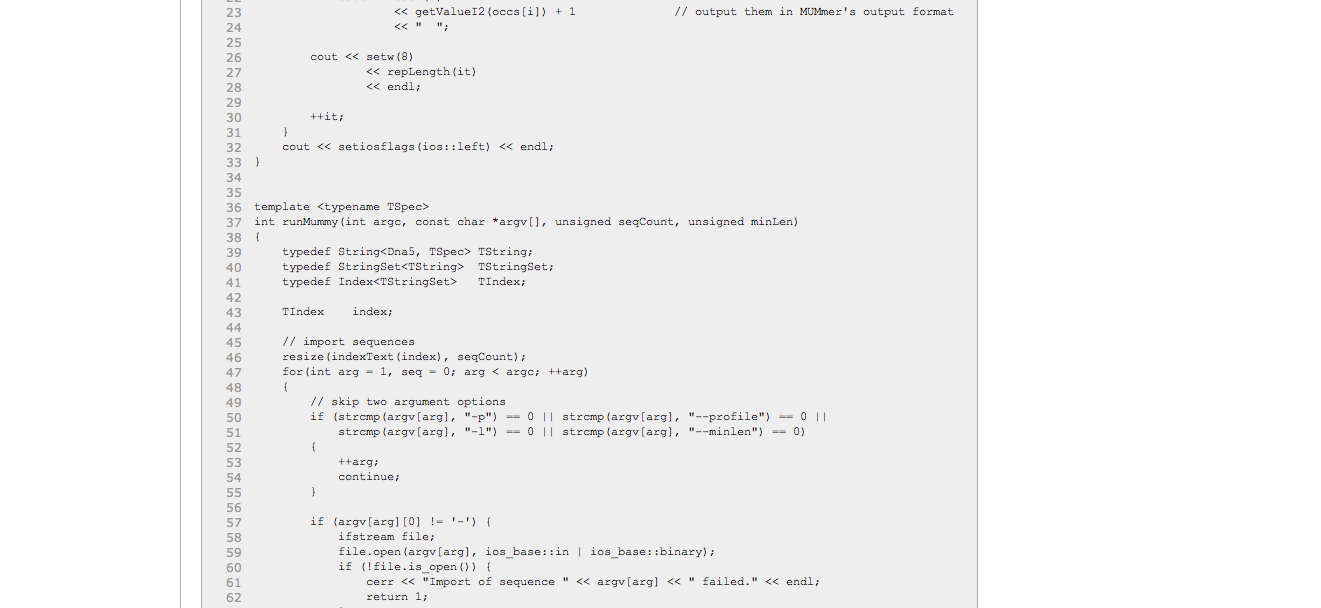 23                     << getValueI2(occs[i]) + 1              // output them in MUMmer's output format
24                     << "  ";
25
26         cout << setw(8)
27                 << repLength(it)
28                 << endl;
29
30         ++it;
31     }
32     cout << setiosflags(ios::left) << endl;
33 }
34
35
36 template <typename TSpec>
37 int runMummy(int argc, const char *argv[], unsigned seqCount, unsigned minLen)
38 {
39     typedef String<Dna5, TSpec> TString;
40     typedef StringSet<TString>  TStringSet;
41     typedef Index<TStringSet>   TIndex;
42
43     TIndex    index;
44
45     // import sequences
46     resize(indexText(index), seqCount);
47     for(int arg = 1, seq = 0; arg < argc; ++arg)
48     {
49         // skip two argument options
50         if (strcmp(argv[arg], "-p") == 0 || strcmp(argv[arg], "--profile") == 0 ||
51             strcmp(argv[arg], "-l") == 0 || strcmp(argv[arg], "--minlen") == 0)
52         {
53             ++arg;
54             continue;
55         }
56
57         if (argv[arg][0] != '-') {
58             ifstream file;
59             file.open(argv[arg], ios_base::in | ios_base::binary);
60             if (!file.is_open()) {
61                 cerr << "Import of sequence " << argv[arg] << " failed." << endl;
62                 return 1;